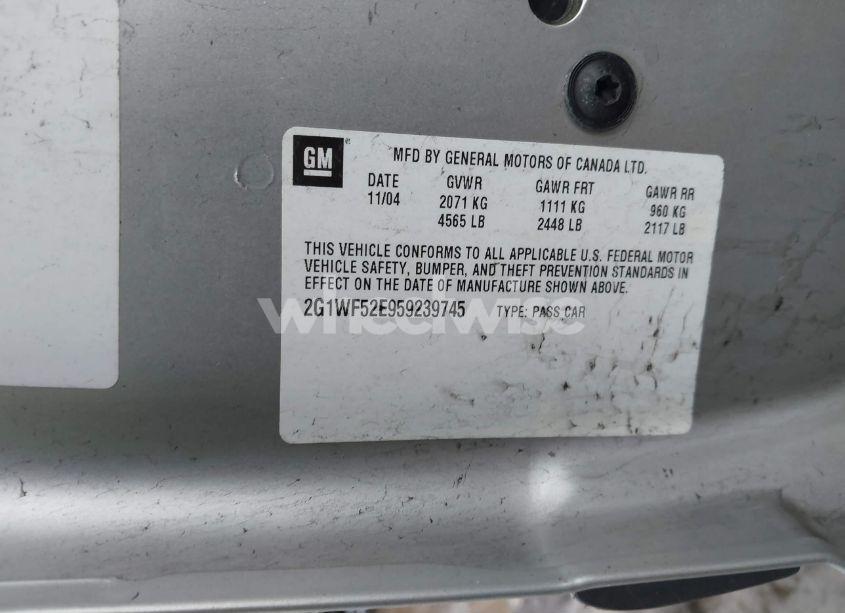 GM
MFD BY GENERAL MOTORS OF CANADA LTD.
DATE GVWR GAWR FRT GAWR RR
11/04 2071 KG 1111 KG 960 KG
4565 LB 2448 LB 2117 LB
THIS VEHICLE CONFORMS TO ALL APPLICABLE U.S. FEDERAL MOTOR
VEHICLE SAFETY, BUMPER, AND THEFT PREVENTION STANDARDS IN
EFFECT ON THE DATE OF MANUFACTURE SHOWN ABOVE.
2G1WF52E959239745 TYPE: PASS CAR
wheelwise